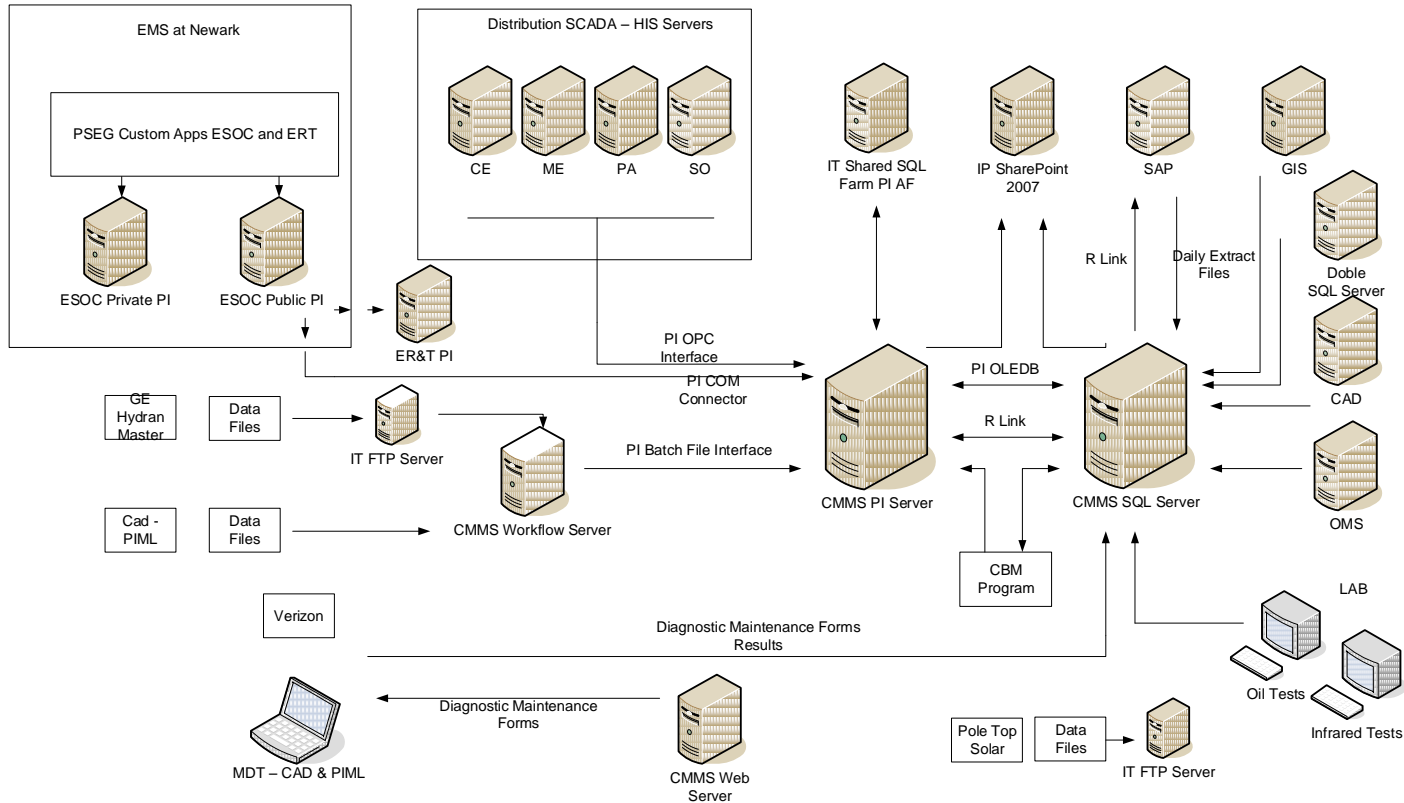 EMS at Newark
Distribution SCADA – HIS Servers
PSEG Custom Apps ESOC and ERT
CE
ME
PA
SO
IT Shared SQL
Farm PI AF
IP SharePoint
2007
SAP
GIS
ESOC Private PI
ESOC Public PI
ER&T PI
R Link
Daily Extract
Files
Doble
SQL Server
PI OPC
Interface
PI COM
Connector
PI OLEDB
CAD
GE
Hydran
Master
Data
Files
IT FTP Server
R Link
PI Batch File Interface
CMMS PI Server
CMMS SQL Server
OMS
Cad -
PIML
Data
Files
CMMS Workflow Server
CBM
Program
Verizon
LAB
Diagnostic Maintenance Forms
Results
Oil Tests
Diagnostic Maintenance
Forms
Pole Top
Solar
Data
Files
Infrared Tests
MDT – CAD & PIML
CMMS Web
Server
IT FTP Server